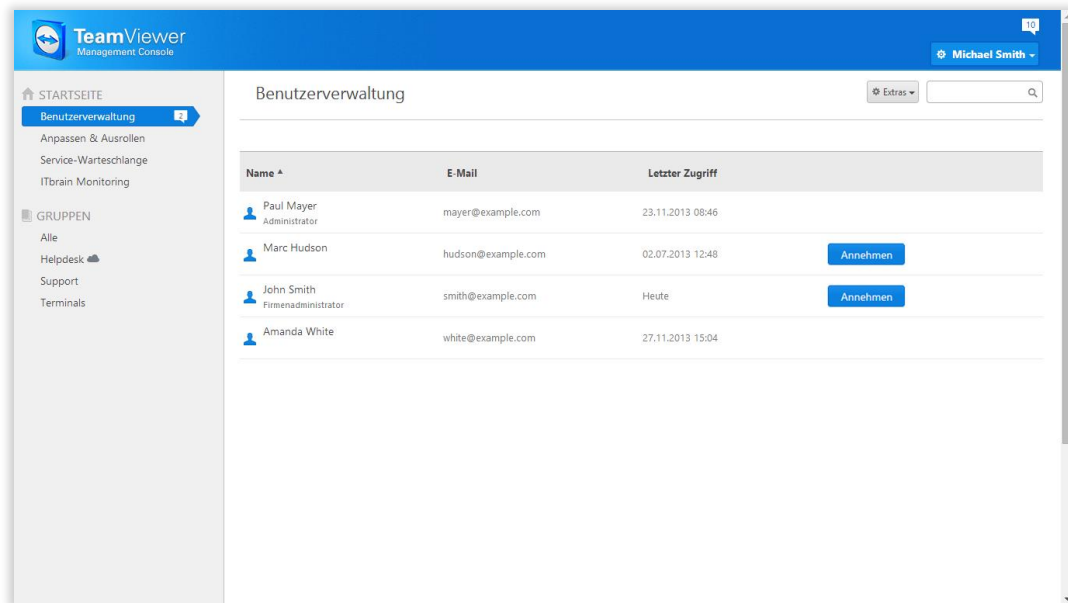 TeamViewer
Management Console
10
Michael Smith
STARTSEITE
Benutzerverwaltung 2
Anpassen & Ausrollen
Service-Warteschlange
ITbrain Monitoring
GRUPPEN
Alle
Helpdesk
Support
Terminals
Benutzerverwaltung
Extras
Name E-Mail Letzter Zugriff
Paul Mayer
Administrator
mayer@example.com 23.11.2013 08:46
Marc Hudson
hudson@example.com 02.07.2013 12:48 Annehmen
John Smith
Firmenadministrator
smith@example.com Heute Annehmen
Amanda White
white@example.com 27.11.2013 15:04